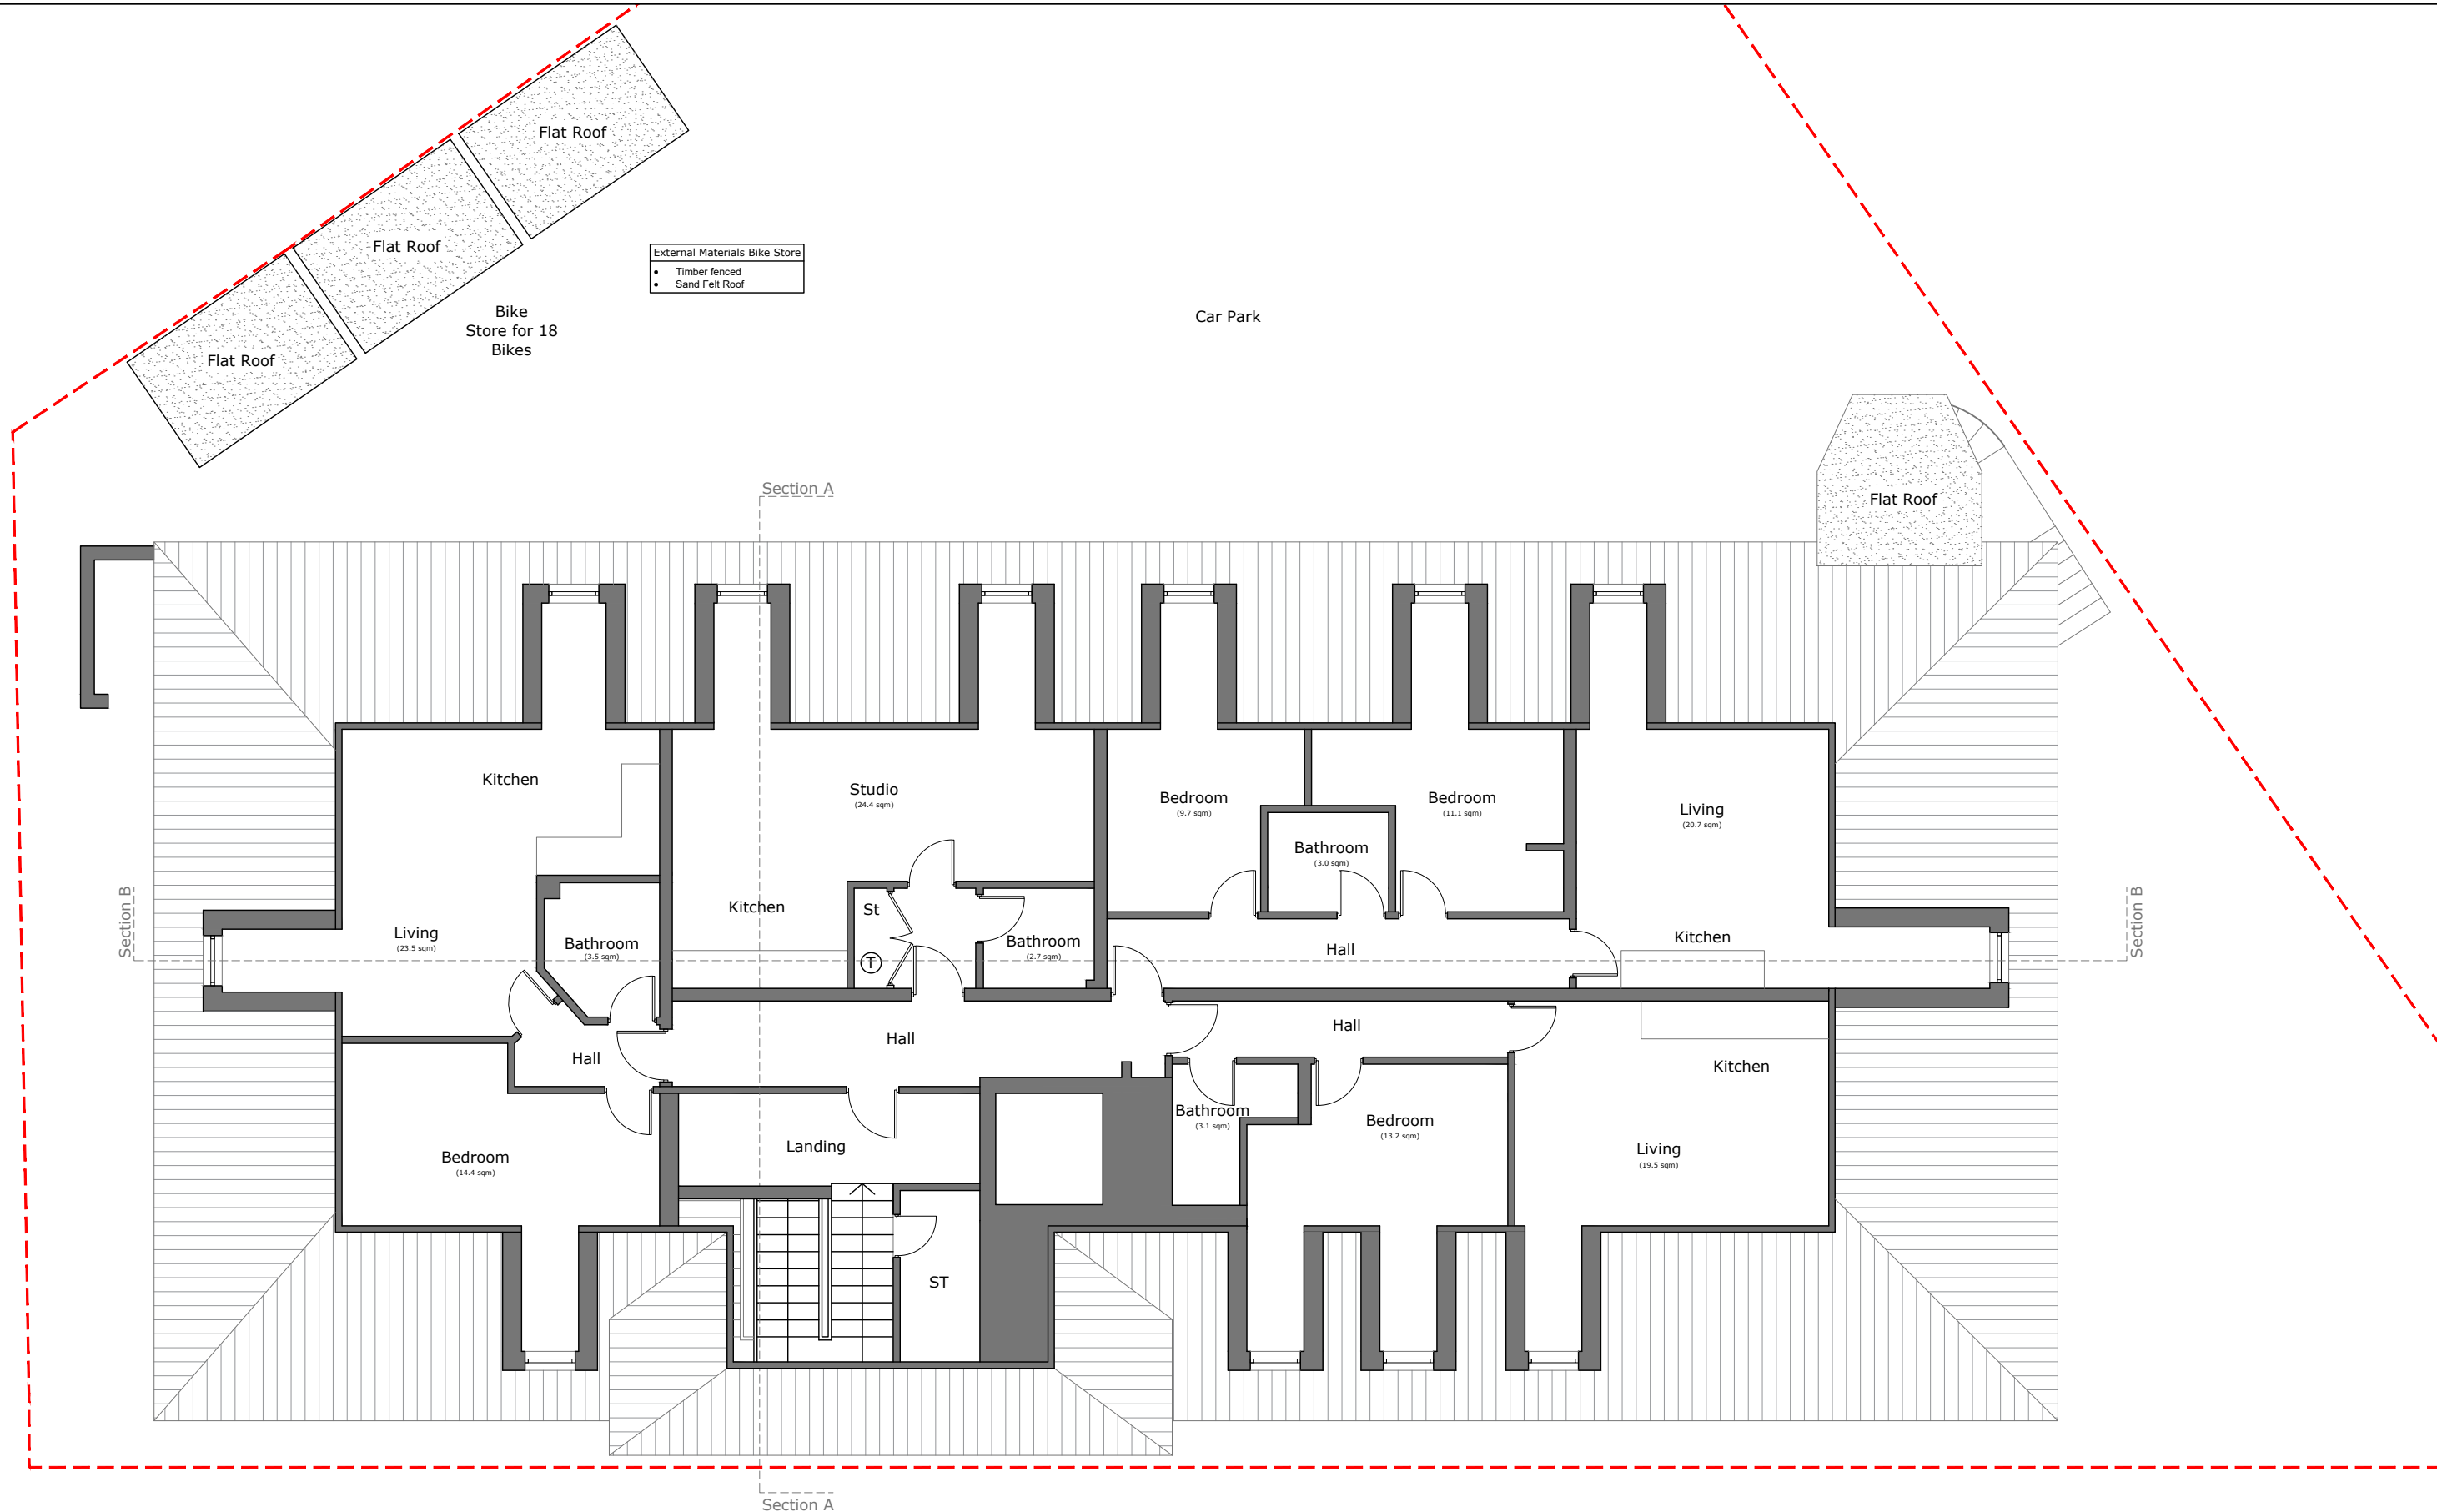 Flat Roof
Flat Roof
Flat Roof
External Materials Bike Store
• Timber fenced
• Sand Felt Roof
Bike
Store for 18
Bikes
Car Park
Section A
Flat Roof
Kitchen
Studio
(24.4 sqm)
Bedroom
(9.7 sqm)
Bedroom
(11.1 sqm)
Living
(20.7 sqm)
Bathroom
(3.0 sqm)
Section B
Living
(23.5 sqm)
Bathroom
(3.5 sqm)
Kitchen
St
T
Bathroom
(2.7 sqm)
Hall
Kitchen
Section B
Hall
Hall
Hall
Kitchen
Bedroom
(14.4 sqm)
Landing
Bathroom
(3.1 sqm)
Bedroom
(13.2 sqm)
Living
(19.5 sqm)
ST
Section A